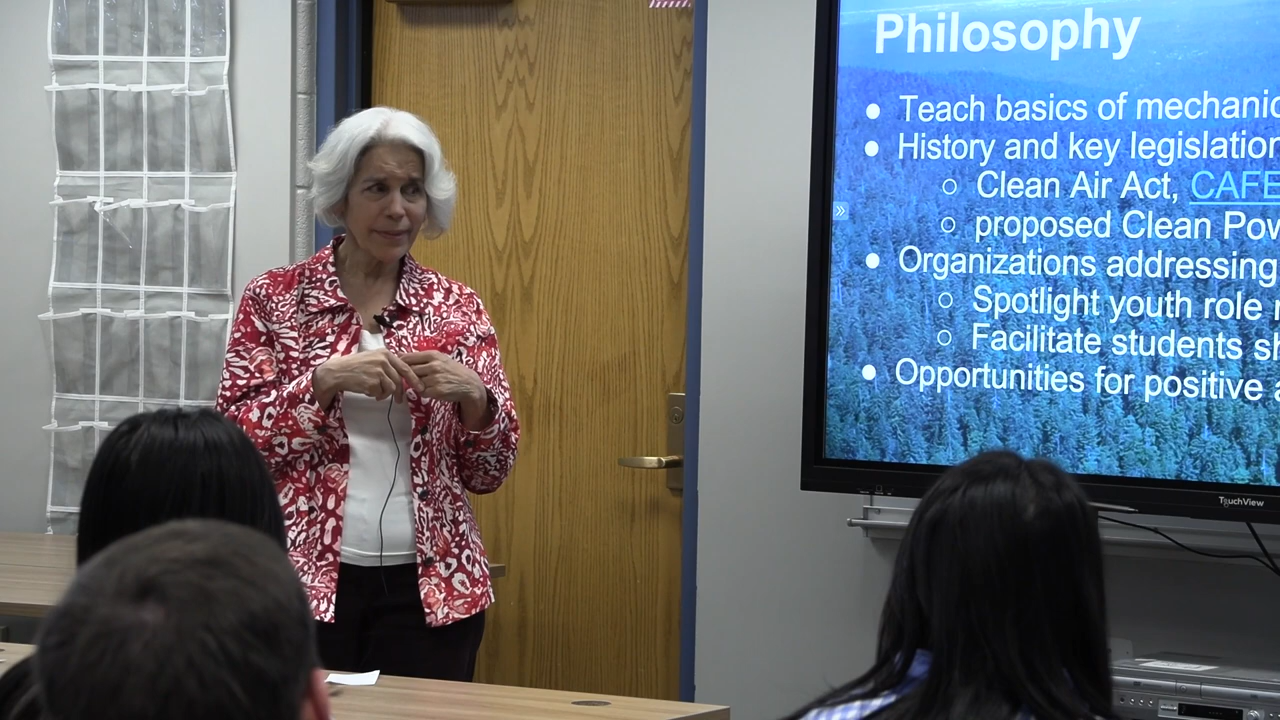 Philosophy
• Teach basics of mechanic
• History and key legislation
○ Clean Air Act, CAFE
○ proposed Clean Pow
• Organizations addressing
○ Spotlight youth role
○ Facilitate students sh
• Opportunities for positive a
TouchView